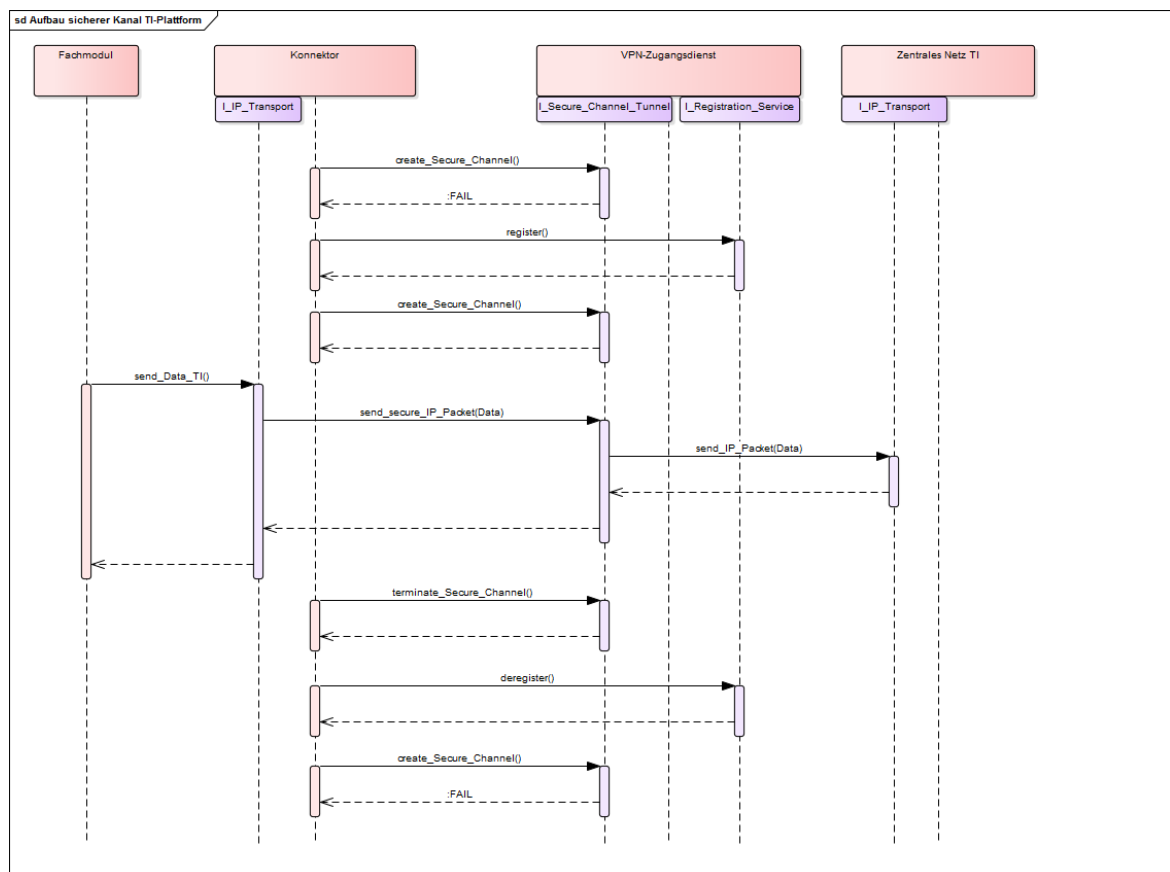 sd Aufbau sicherer Kanal TI-Plattform
Fachmodul
Konnektor
VPN-Zugangsdienst
Zentrales Netz TI
I_IP_Transport
I_Secure_Channel_Tunnel
I_Registration_Service
I_IP_Transport
create_Secure_Channel()
:FAIL
register()
create_Secure_Channel()
send_Data_TI()
send_secure_IP_Packet(Data)
send_IP_Packet(Data)
terminate_Secure_Channel()
deregister()
create_Secure_Channel()
:FAIL